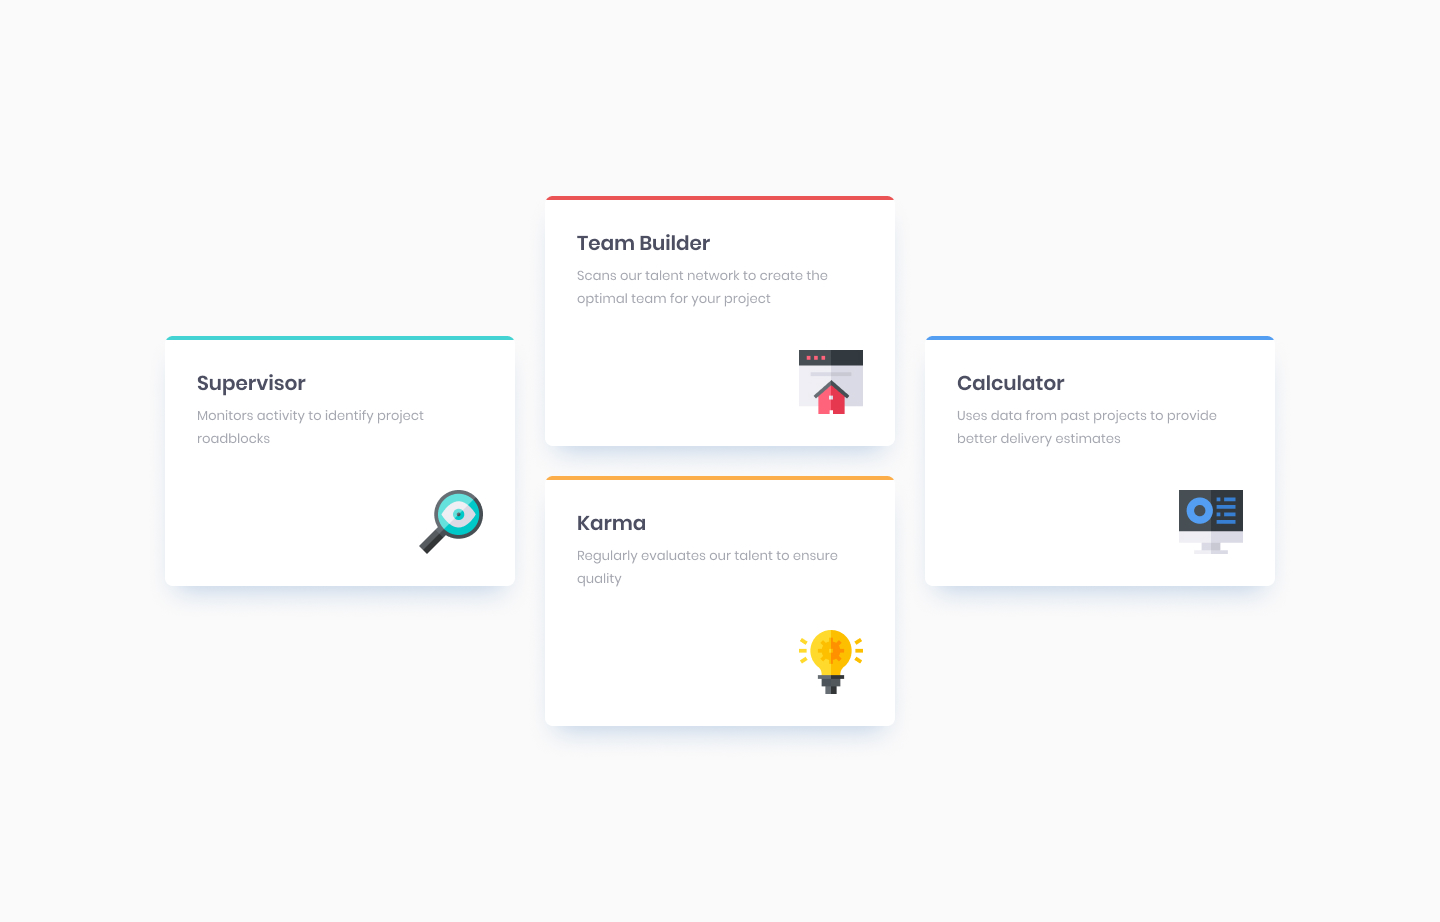 Team Builder
Scans our talent network to create the
optimal team for your project
Supervisor
Monitors activity to identify project
roadblocks
Calculator
Uses data from past projects to provide
better delivery estimates
Karma
Regularly evaluates our talent to ensure
quality